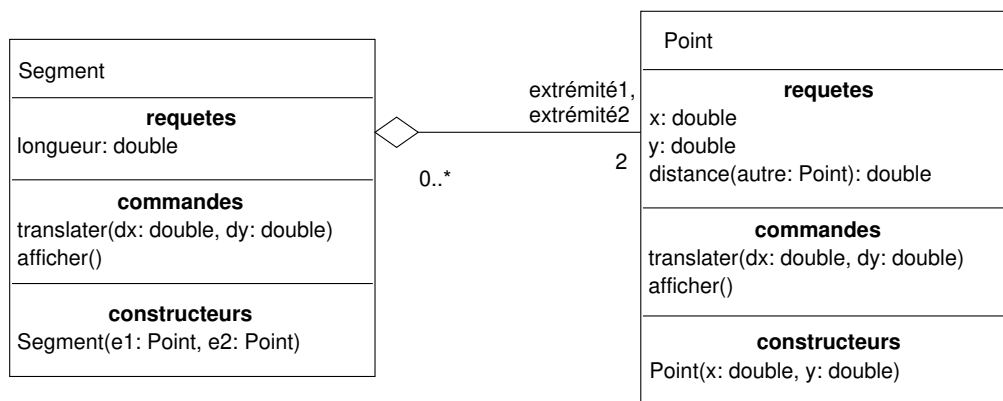 Segment
requetes
longueur: double
commandes
translater(dx: double, dy: double)
afficher()
constructeurs
Segment(e1: Point, e2: Point)
extrémité1,
extrémité2
0..*
2
Point
requetes
x: double
y: double
distance(autre: Point): double
commandes
translater(dx: double, dy: double)
afficher()
constructeurs
Point(x: double, y: double)